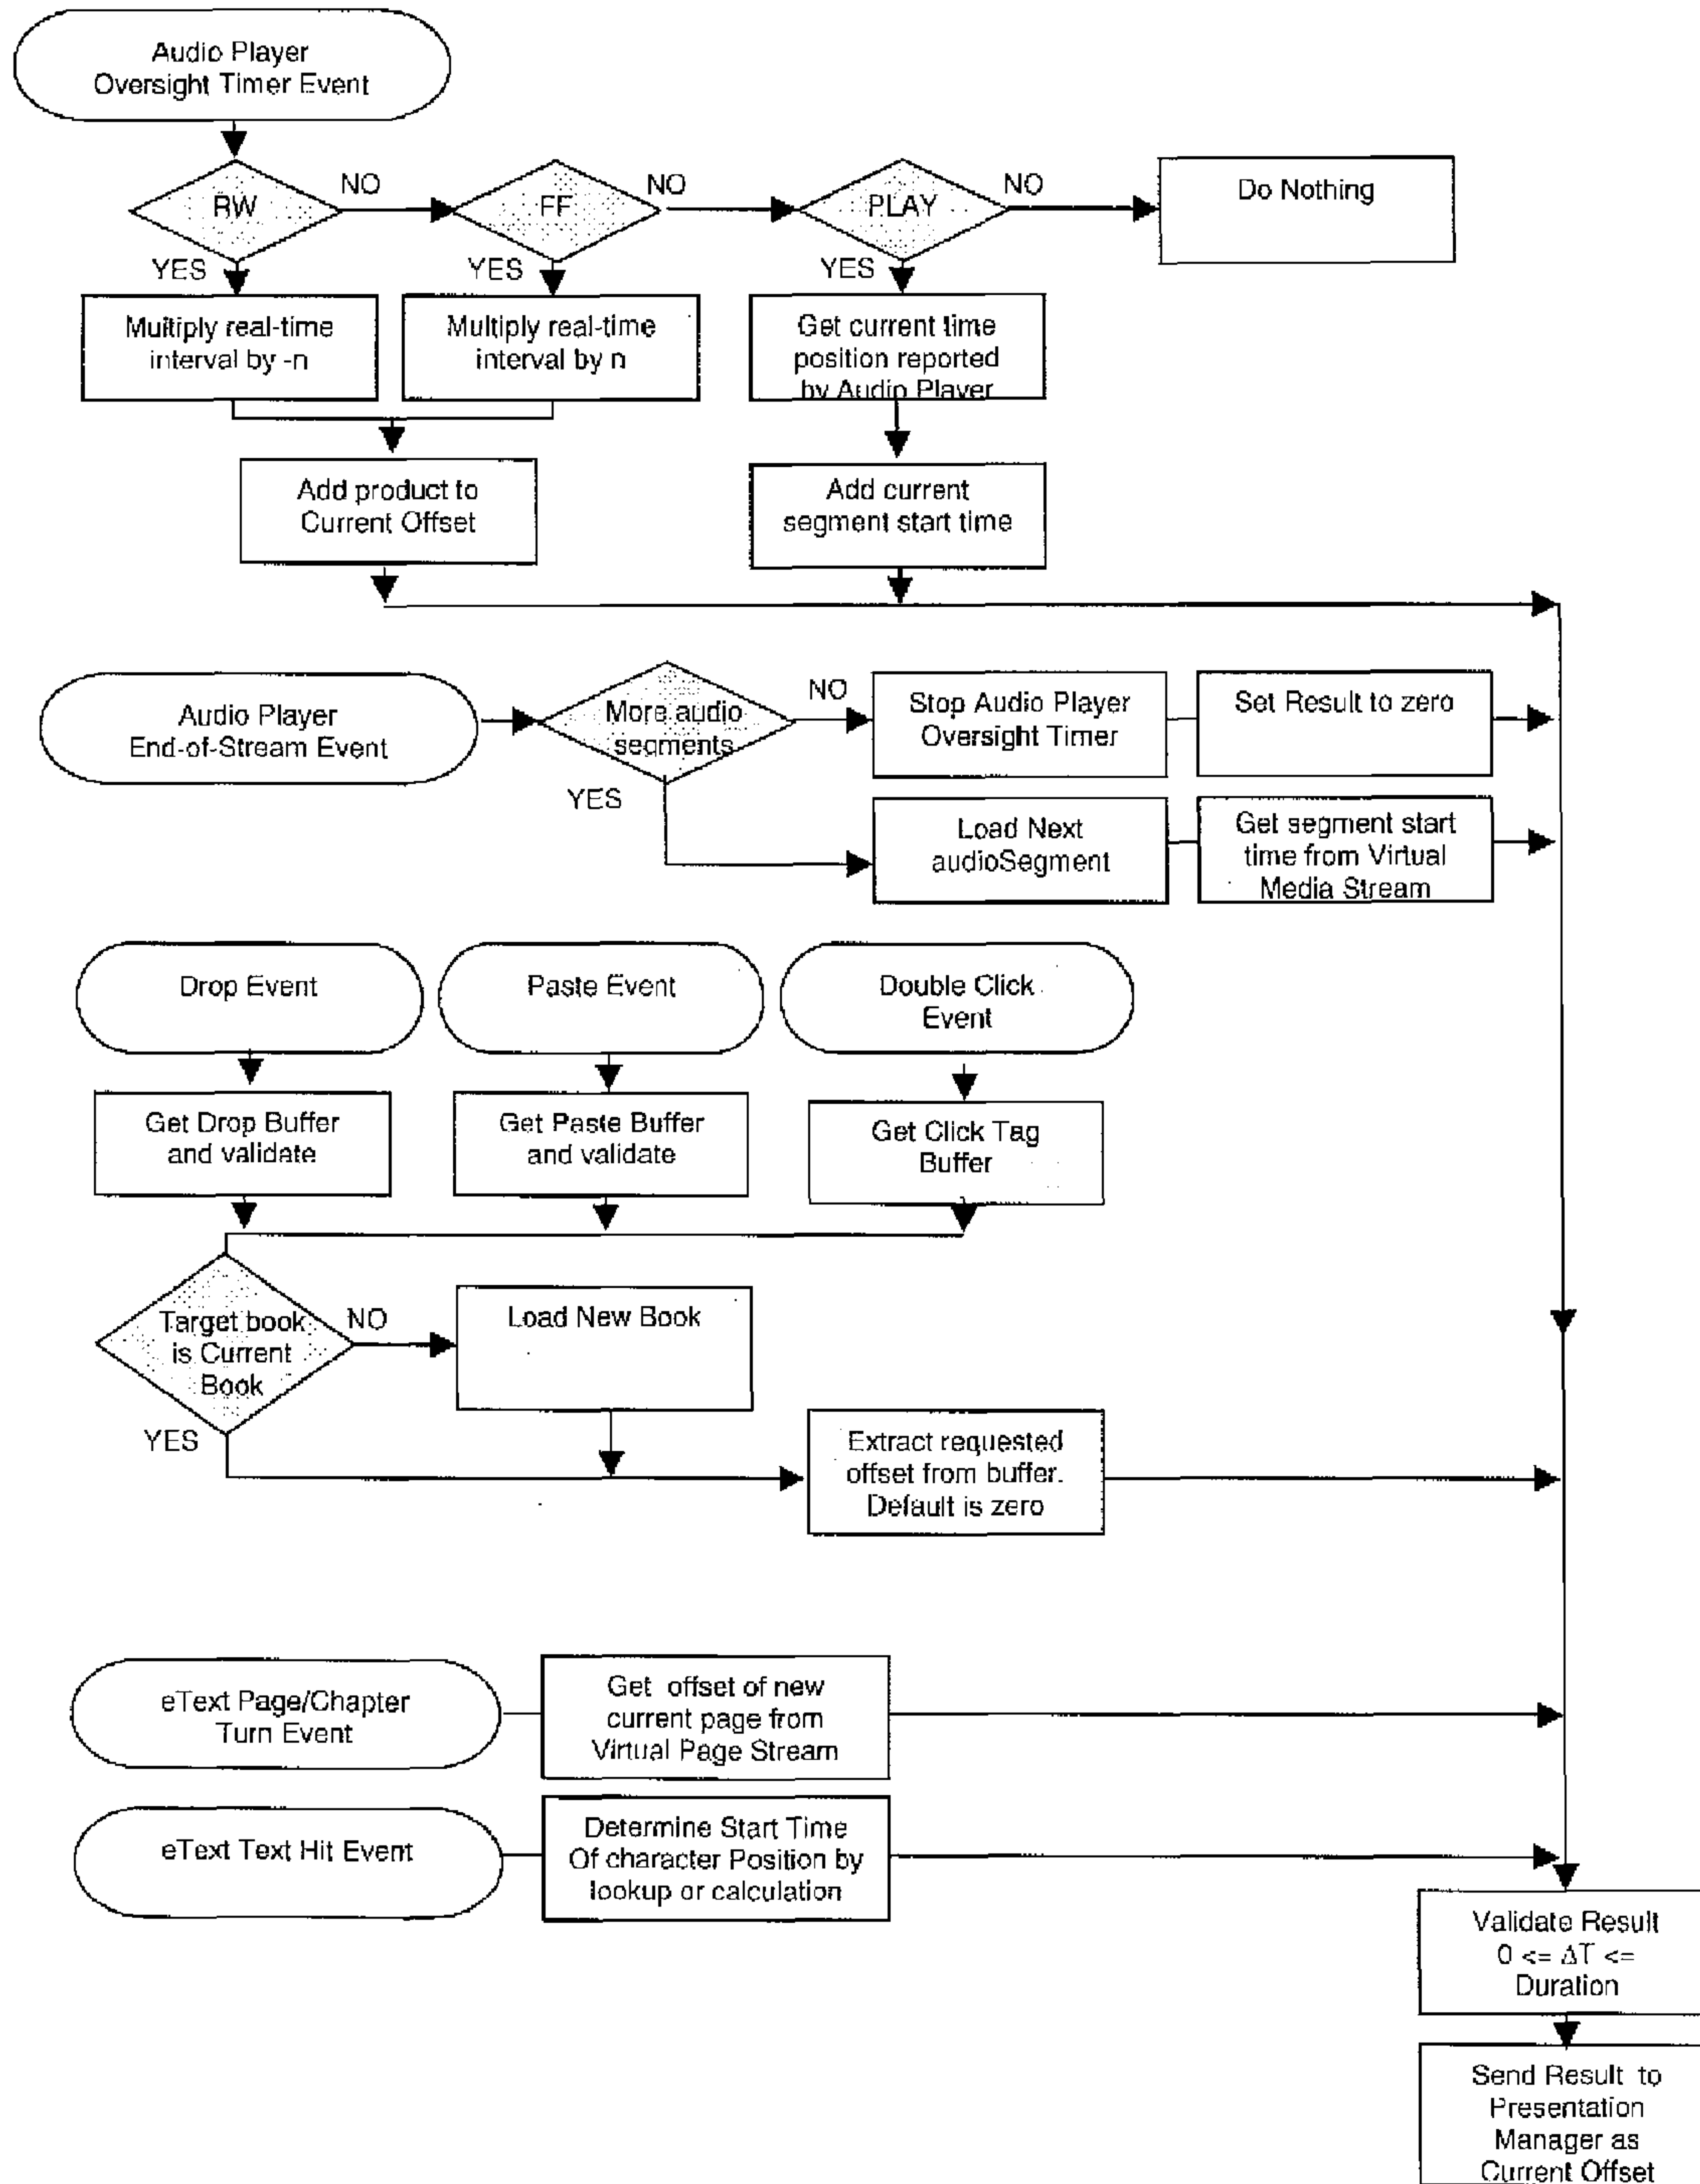 Audio Player
Oversight Timer Event
RW
NO
FF
NO
PLAY
NO
Do Nothing
YES
YES
YES
Multiply real-time
interval by -n
Multiply real-time
interval by n
Get current time
position reported
by Audio Player
Add product to
Current Offset
Add current
segment start time
Audio Player
End-of-Stream Event
More audio
segments
NO
Stop Audio Player
Oversight Timer
Set Result to zero
YES
Load Next
audioSegment
Get segment start
time from Virtual
Media Stream
Drop Event
Paste Event
Double Click
Event
Get Drop Buffer
and validate
Get Paste Buffer
and validate
Get Click Tag
Buffer
Target book
is Current
Book
NO
Load New Book
YES
Extract requested
offset from buffer.
Default is zero
eText Page/Chapter
Turn Event
Get offset of new
current page from
Virtual Page Stream
eText Text Hit Event
Determine Start Time
Of character Position by
lookup or calculation
Validate Result
0 <= ΔT <=
Duration
Send Result to
Presentation
Manager as
Current Offset